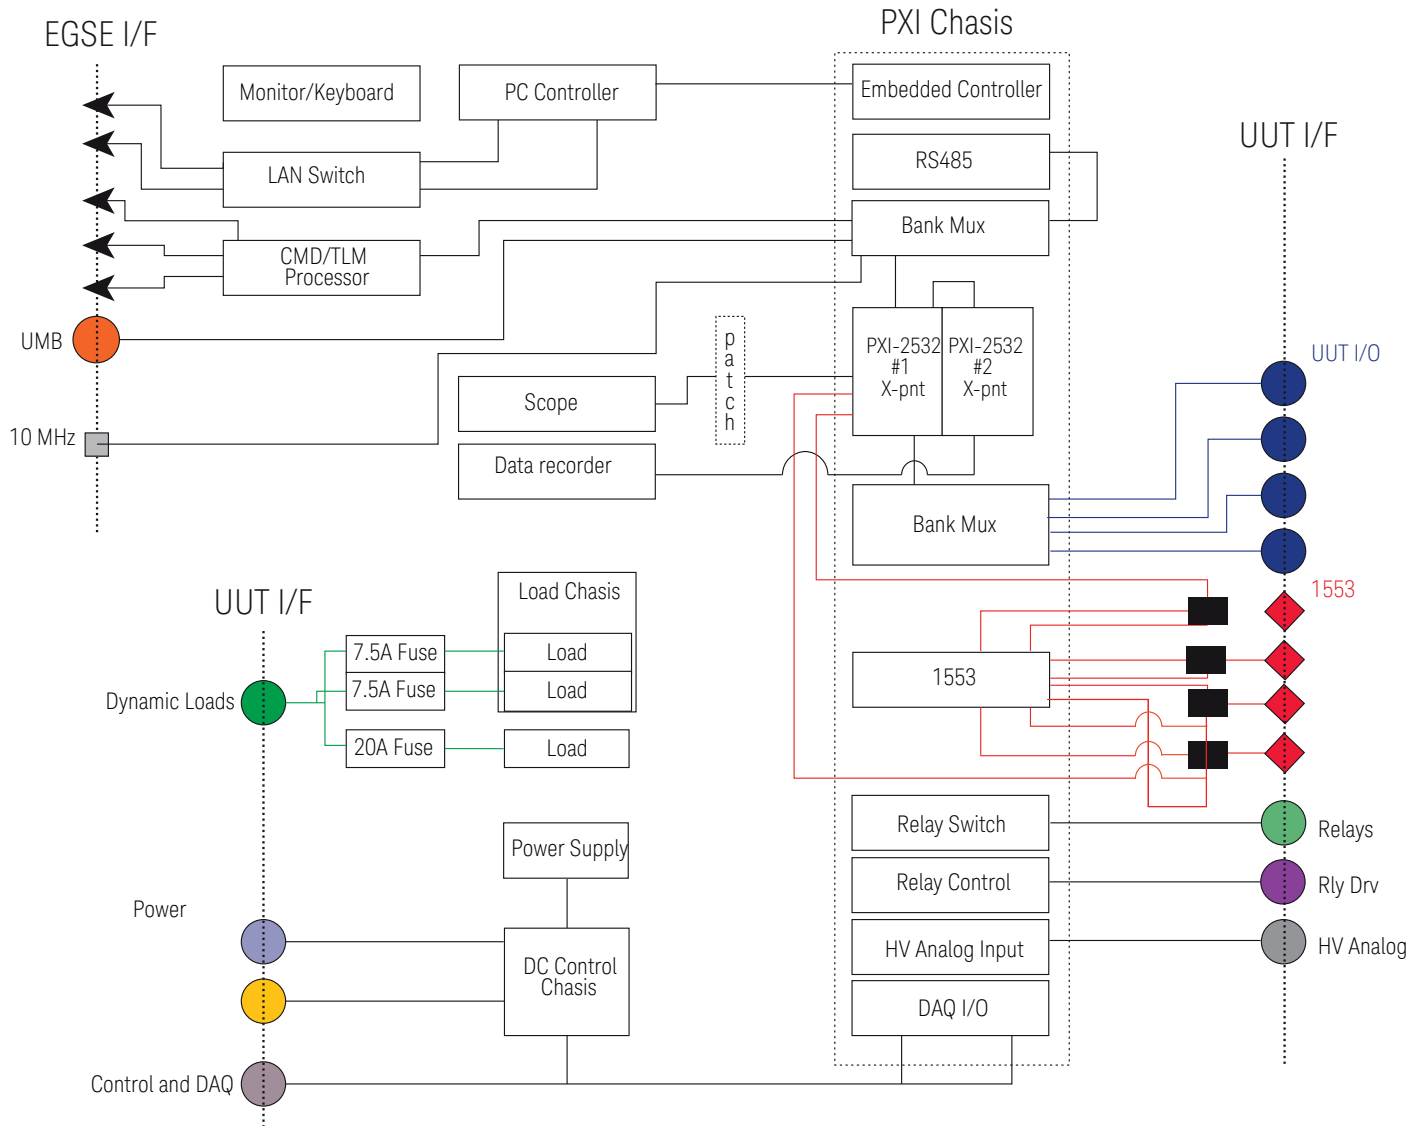 EGSE I/F
PXI Chasis
UUT I/F
Monitor/Keyboard
PC Controller
Embedded Controller
LAN Switch
RS485
Bank Mux
CMD/TLM
Processor
UMB
10 MHz
patch
Scope
Data recorder
PXI-2532
#1
X-pnt
PXI-2532
#2
X-pnt
Bank Mux
UUT I/O
1553
1553
UUT I/F
Dynamic Loads
7.5A Fuse
7.5A Fuse
20A Fuse
Load Chasis
Load
Load
Load
Power Supply
Power
DC Control
Chasis
Control and DAQ
Relay Switch
Relay Control
HV Analog Input
DAQ I/O
Relays
Rly Drv
HV Analog